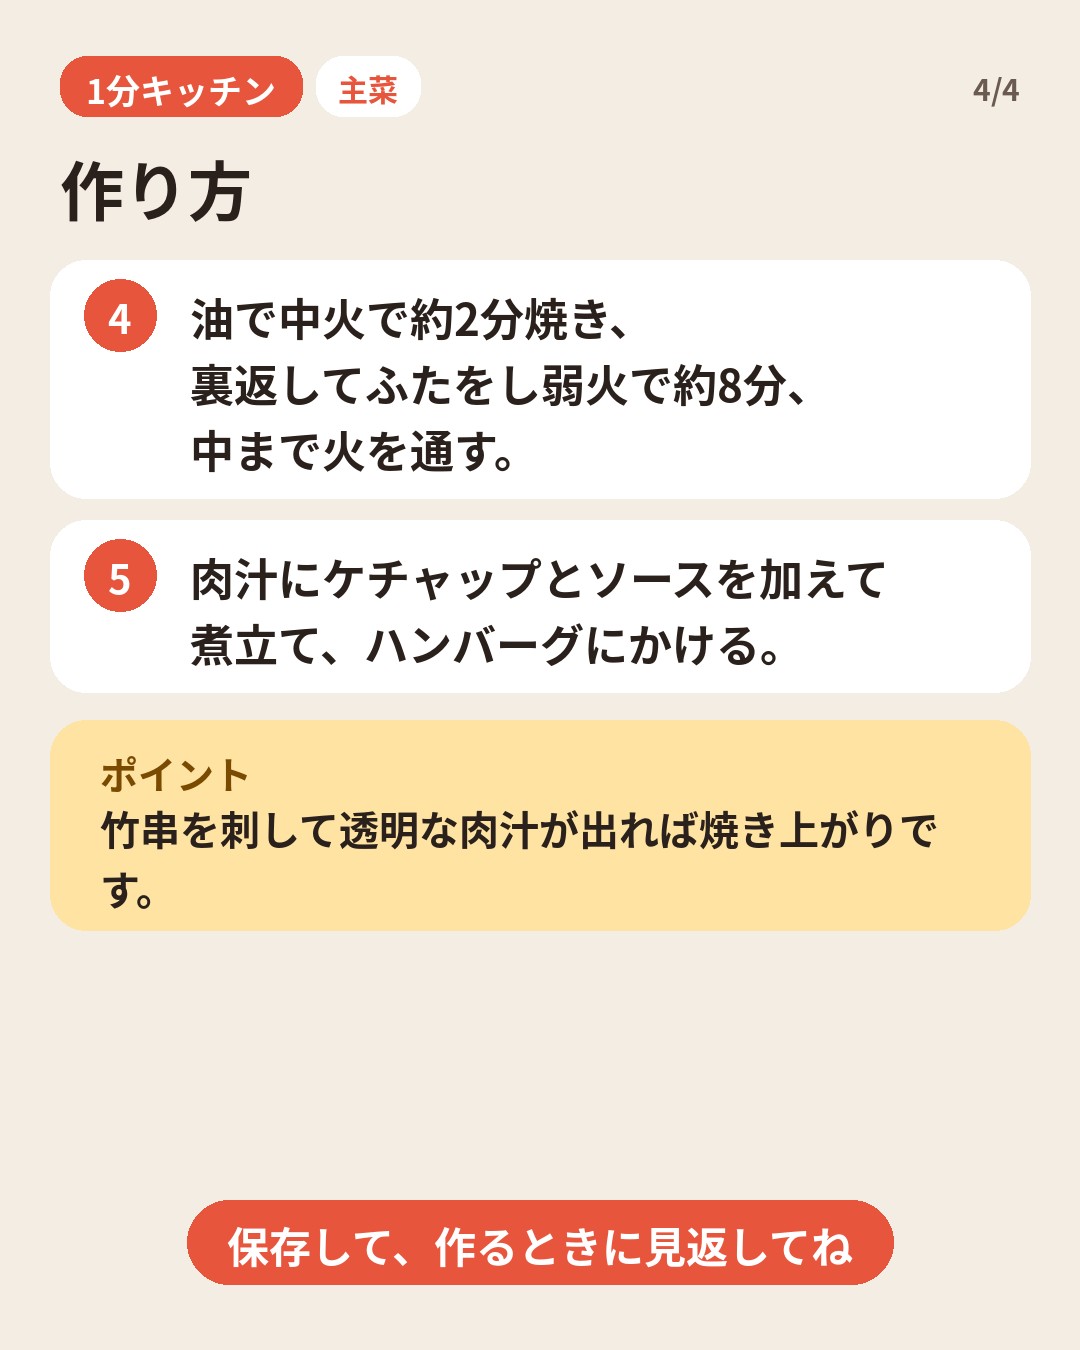 1分キッチン
主菜
4/4
作り方
4
油で中火で約2分焼き、
裏返してふたをし弱火で約8分、
中まで火を通す。
5
肉汁にケチャップとソースを加えて
煮立て、ハンバーグにかける。
ポイント
竹串を刺して透明な肉汁が出れば焼き上がりで
す。
保存して、作るときに見返してね